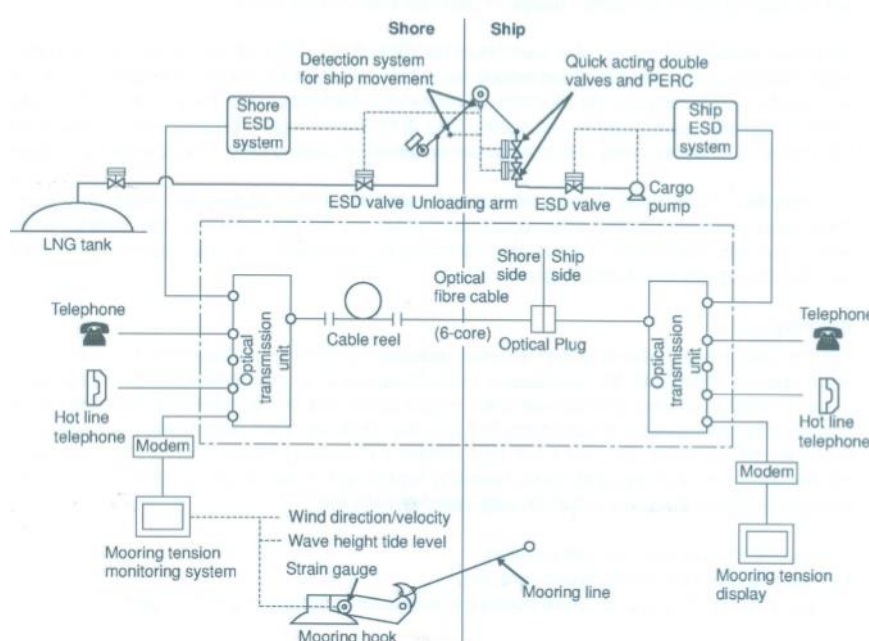 Shore
Ship
Detection system
for ship movement
Quick acting double
valves and PERC
Shore
ESD
system
Ship
ESD
system
ESD valve
Unloading arm
ESD valve
Cargo
pump
LNG tank
Shore
side
Ship
side
Optical
fibre cable
Telephone
Optical
transmission
unit
Cable reel
(6-core)
Optical Plug
Optical
transmission
unit
Telephone
Hot line
telephone
Hot line
telephone
Modem
Modem
Wind direction/velocity
Wave height tide level
Mooring tension
monitoring system
Strain gauge
Mooring line
Mooring tension
display
Mooring hook